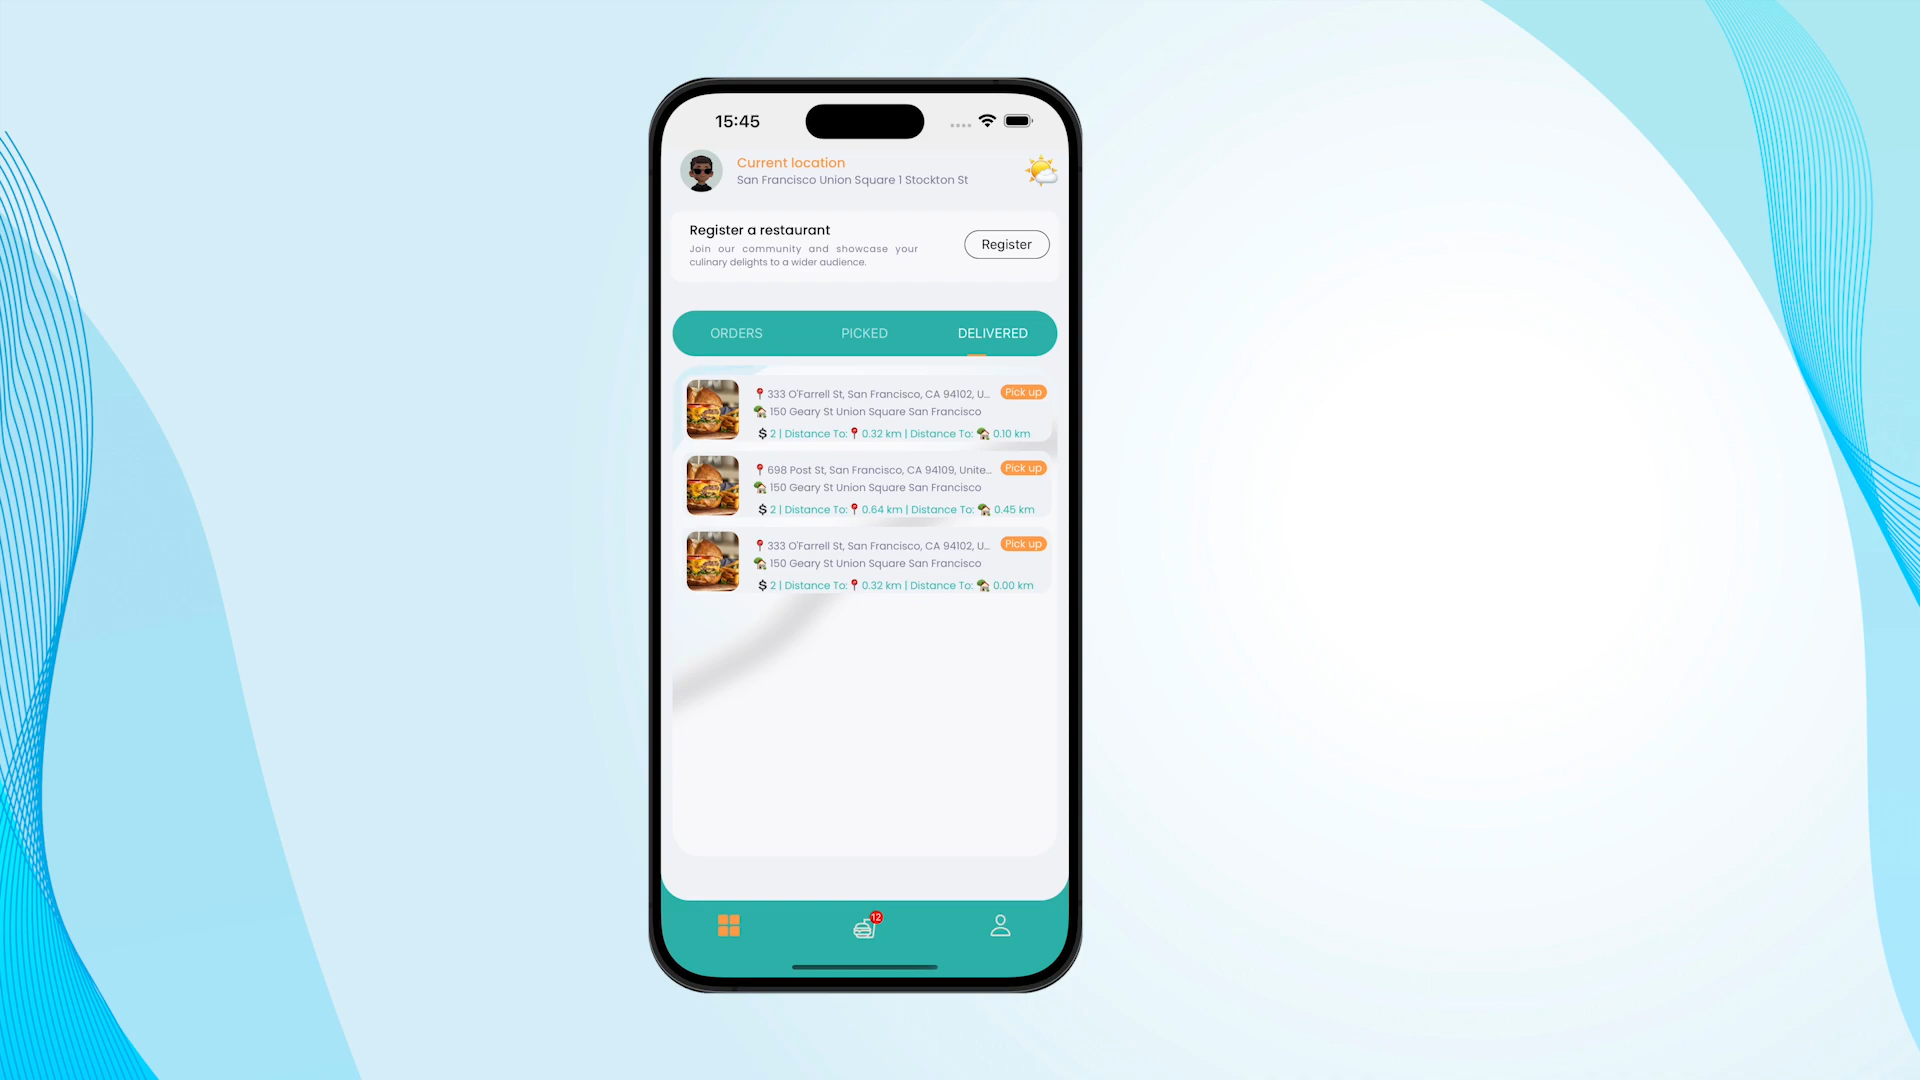 15:45
Current location
San Francisco Union Square 1 Stockton St
Register a restaurant
Join our community and showcase your
culinary delights to a wider audience.
Register
ORDERS PICKED DELIVERED
333 O'Farrell St, San Francisco, CA 94102, U... Pick up
150 Geary St Union Square San Francisco
$ 2 | Distance To: 0.32 km | Distance To: 0.10 km
698 Post St, San Francisco, CA 94109, Unite... Pick up
150 Geary St Union Square San Francisco
$ 2 | Distance To: 0.64 km | Distance To: 0.45 km
333 O'Farrell St, San Francisco, CA 94102, U... Pick up
150 Geary St Union Square San Francisco
$ 2 | Distance To: 0.32 km | Distance To: 0.00 km
12